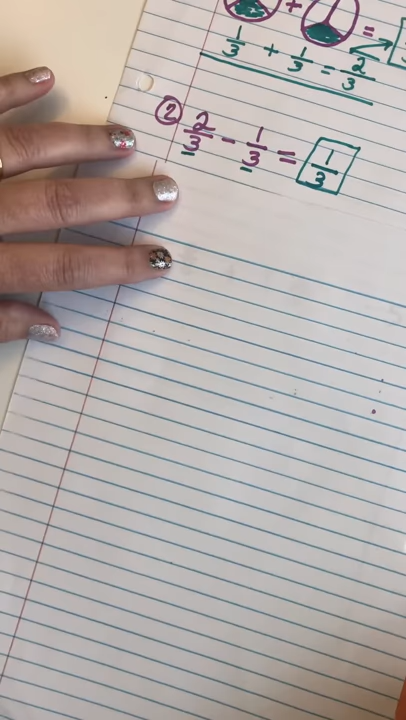 + =
1/3 + 1/3 = 2/3
② 2/3 - 1/3 = 1/3